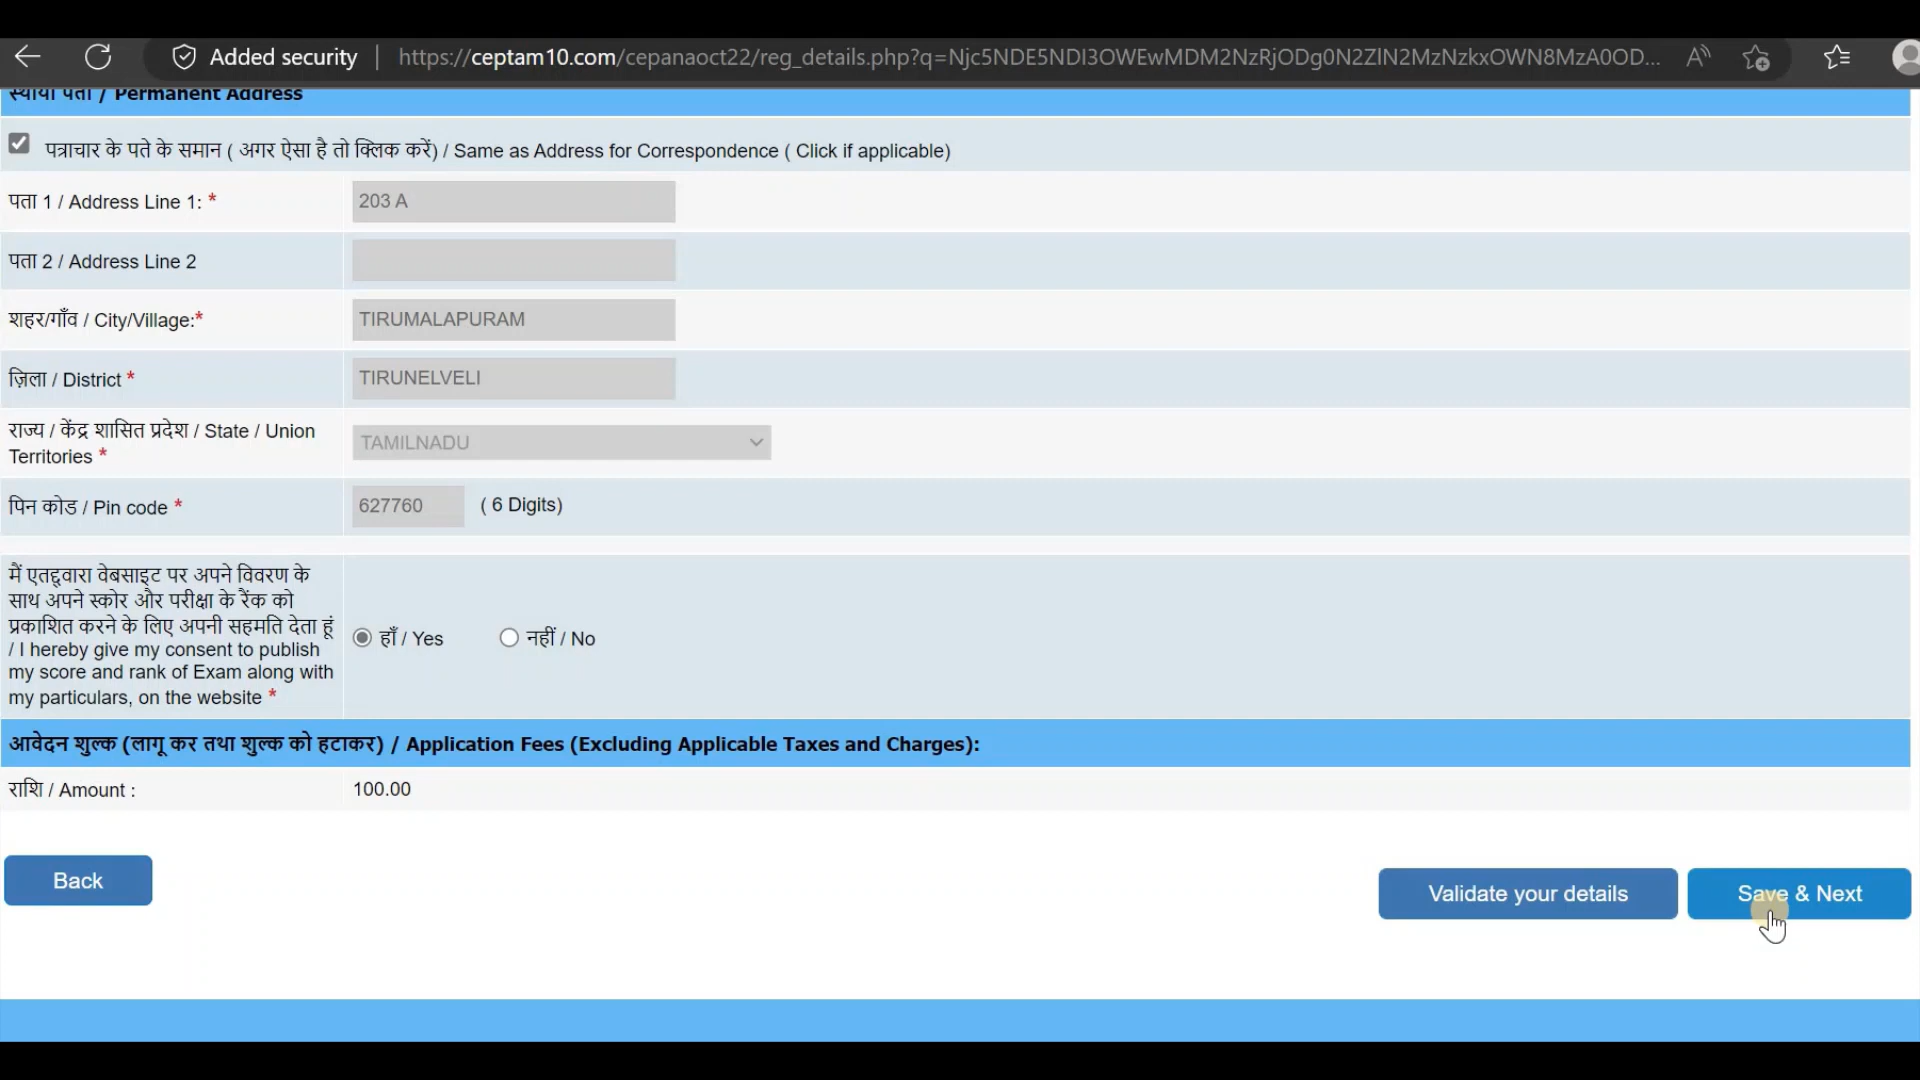 Added security | https://ceptam10.com/cepanaoct22/reg_details.php?q=Njc5NDE5NDI3OWEwMDM2NzRjODg0N2ZlN2MzNzkxOWN8MzA0OD...
स्थायी पता / Permanent Address
पत्राचार के पते के समान ( अगर ऐसा है तो क्लिक करें) / Same as Address for Correspondence ( Click if applicable)
पता 1 / Address Line 1: *
203 A
पता 2 / Address Line 2
शहर/गाँव / City/Village:*
TIRUMALAPURAM
ज़िला / District *
TIRUNELVELI
राज्य / केंद्र शासित प्रदेश / State / Union
Territories *
TAMILNADU
पिन कोड / Pin code *
627760
( 6 Digits)
मैं एतद्द्वारा वेबसाइट पर अपने विवरण के
साथ अपने स्कोर और परीक्षा के रैंक को
प्रकाशित करने के लिए अपनी सहमति देता हूं
/ I hereby give my consent to publish
my score and rank of Exam along with
my particulars, on the website *
हाँ / Yes
नहीं / No
आवेदन शुल्क (लागू कर तथा शुल्क को हटाकर) / Application Fees (Excluding Applicable Taxes and Charges):
राशि / Amount :
100.00
Back
Validate your details
Save & Next